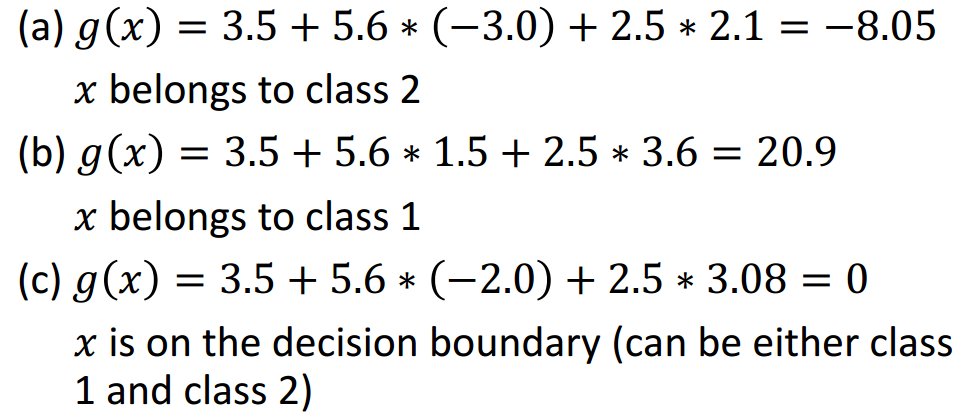 (a) g(x) = 3.5 + 5.6 ∗ (−3.0) + 2.5 ∗ 2.1 = −8.05
x belongs to class 2
(b) g(x) = 3.5 + 5.6 ∗ 1.5 + 2.5 ∗ 3.6 = 20.9
x belongs to class 1
(c) g(x) = 3.5 + 5.6 ∗ (−2.0) + 2.5 ∗ 3.08 = 0
x is on the decision boundary (can be either class
1 and class 2)